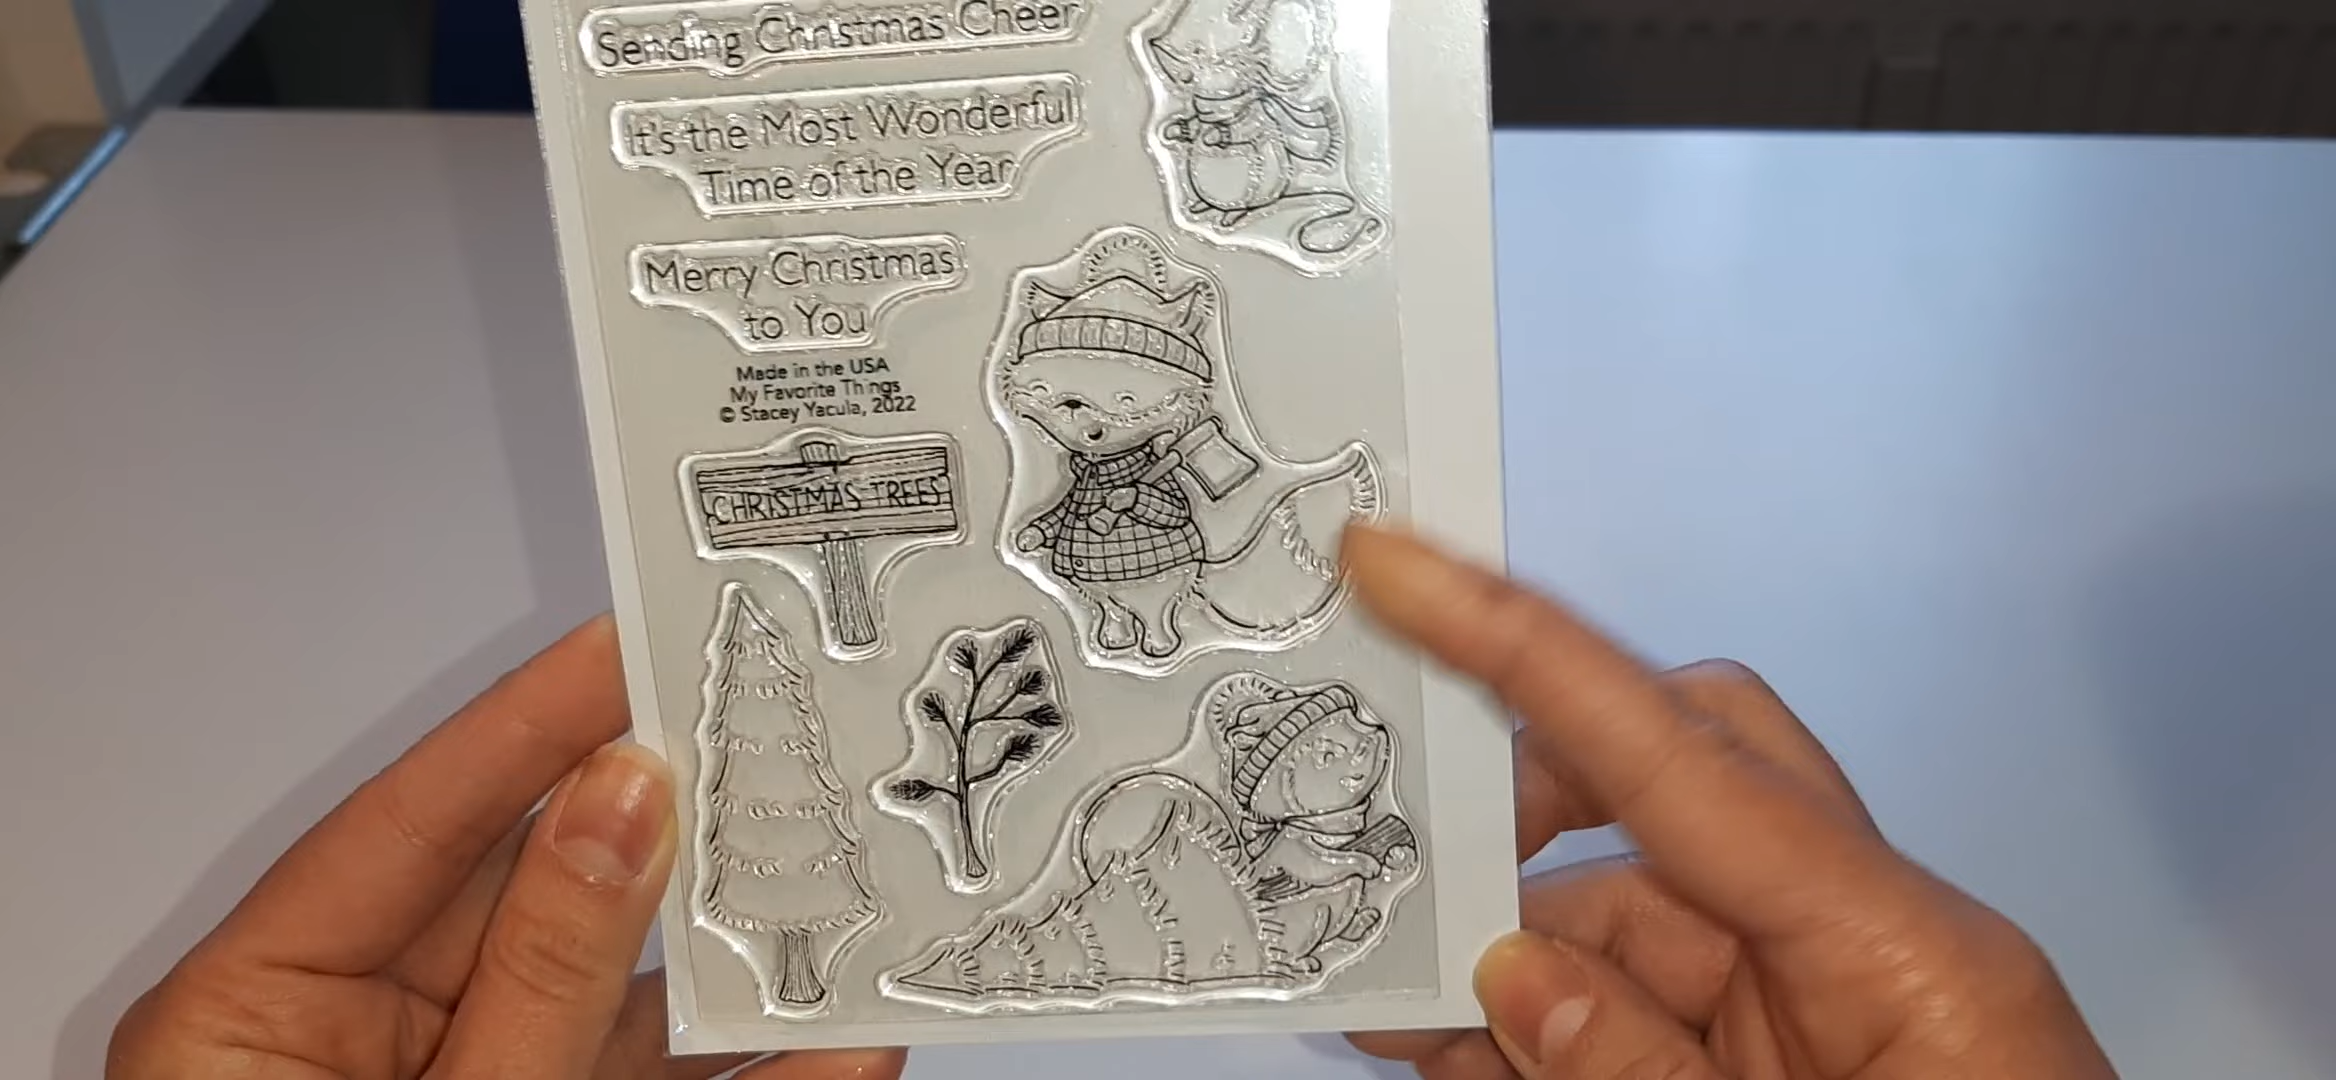 Sending Christmas Cheer
It's the Most Wonderful
Time of the Year
Merry Christmas
to You
Made in the USA
My Favorite Things
© Stacey Yacula, 2022
CHRISTMAS TREES